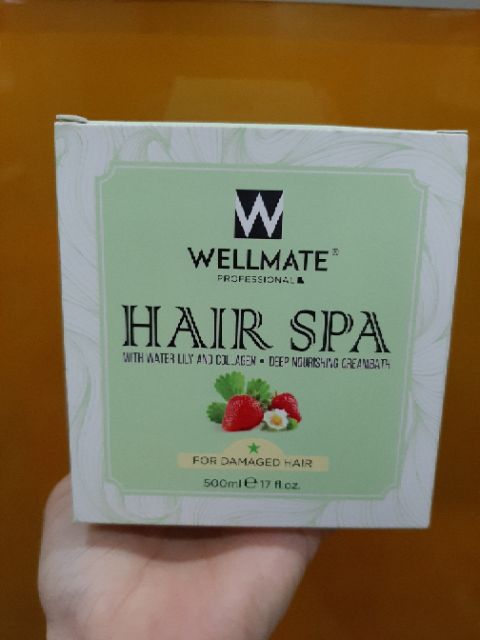 W
WELLMATE®
PROFESSIONAL
HAIR SPA
WITH WATER LILY AND COLLAGEN • DEEP NOURISHING CREAMBATH
FOR DAMAGED HAIR
500ml ℮ 17 fl.oz.